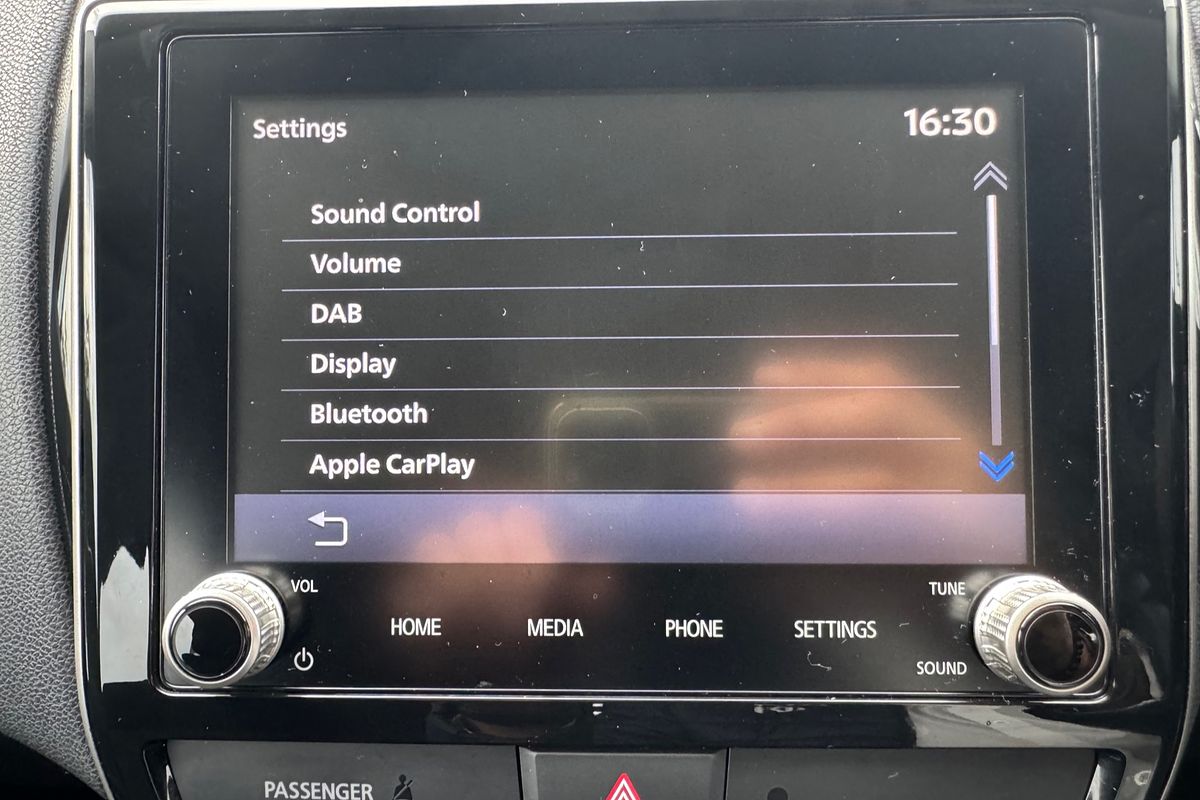 Settings
16:30
Sound Control
Volume
DAB
Display
Bluetooth
Apple CarPlay
VOL
TUNE
HOME
MEDIA
PHONE
SETTINGS
SOUND
PASSENGER